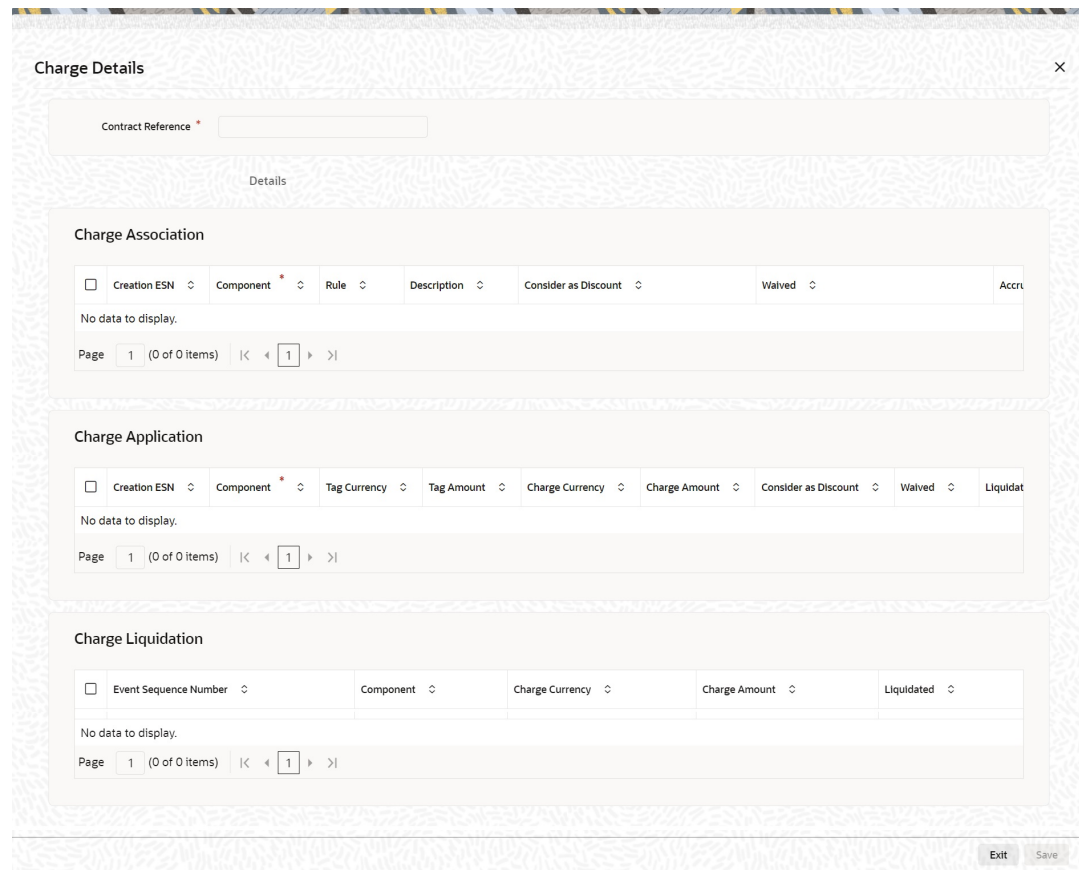 Charge Details
Contract Reference *
Details
Charge Association
Creation ESN Component * Rule Description Consider as Discount Waived Accru
No data to display.
Page 1 (0 of 0 items) 1
Charge Application
Creation ESN Component * Tag Currency Tag Amount Charge Currency Charge Amount Consider as Discount Waived Liquidat
No data to display.
Page 1 (0 of 0 items) 1
Charge Liquidation
Event Sequence Number Component Charge Currency Charge Amount Liquidated
No data to display.
Page 1 (0 of 0 items) 1
Exit Save